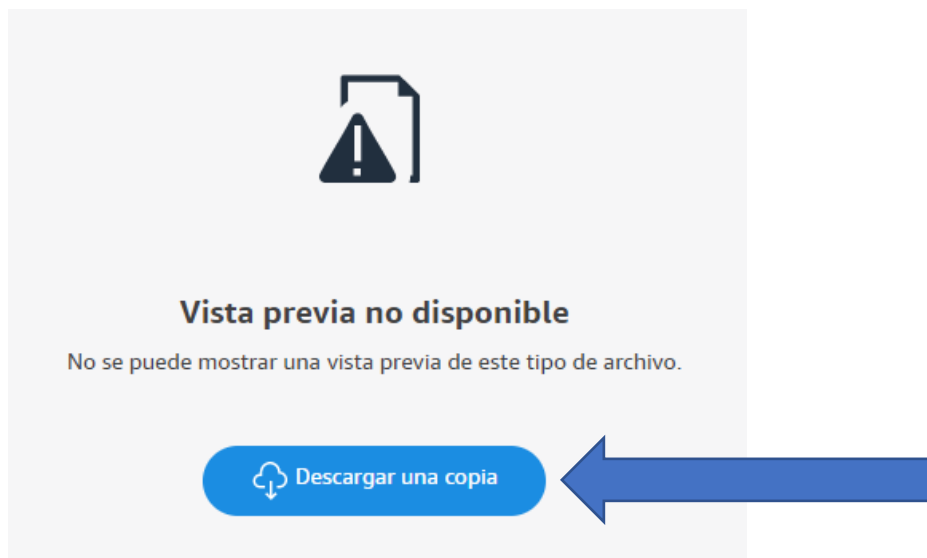 Vista previa no disponible
No se puede mostrar una vista previa de este tipo de archivo.
Descargar una copia